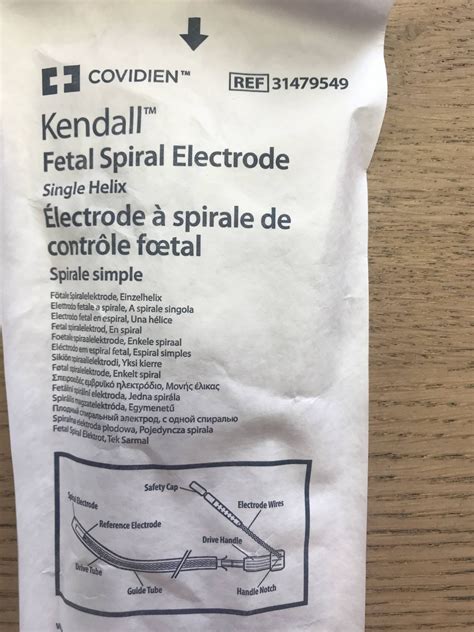 COVIDIEN™
REF 31479549
Kendall™
Fetal Spiral Electrode
Single Helix
Électrode à spirale de
contrôle fœtal
Spirale simple
Fötale Spiralelektrode, Einzelhelix
Elettrodo fetale a spirale, A spirale singola
Electrodo fetal en espiral, Una hélice
Fetal spiralelektrod, En spiral
Foetale spiraalelektrode, Enkele spiraal
Eléctrodo em espiral fetal, Espiral simples
Sikiön spiraalielektrodi, Yksi kierre
Føtal spiralelektrode, Enkelt spiral
Σπειροειδές εμβρυϊκό ηλεκτρόδιο, Μονής έλικας
Fetální spirální elektroda, Jedna spirála
Spirális magzatelektróda, Egymenetű
Плодный спиральный электрод, с одной спиралью
Spiralna elektroda płodowa, Pojedyncza spirala
Fetal Spiral Elektrot, Tek Sarmal
Safety Cap
Electrode Wires
Spiral Electrode
Reference Electrode
Drive Handle
Drive Tube
Guide Tube
Handle Notch